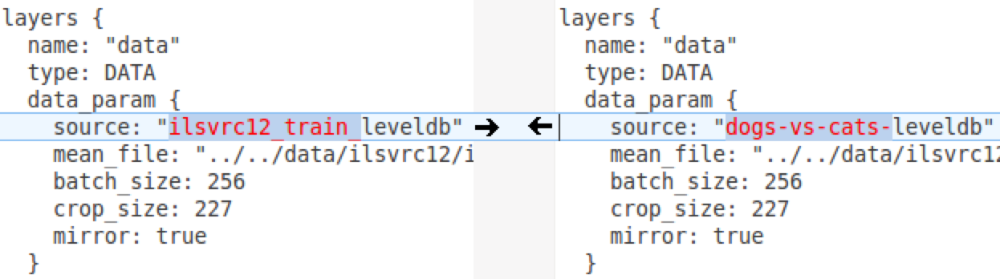 layers {
  name: "data"
  type: DATA
  data_param {
    source: "ilsvrc12_train_leveldb"
    mean_file: "../../data/ilsvrc12/i
    batch_size: 256
    crop_size: 227
    mirror: true
  }
layers {
  name: "data"
  type: DATA
  data_param {
    source: "dogs-vs-cats-leveldb"
    mean_file: "../../data/ilsvrc12
    batch_size: 256
    crop_size: 227
    mirror: true
  }